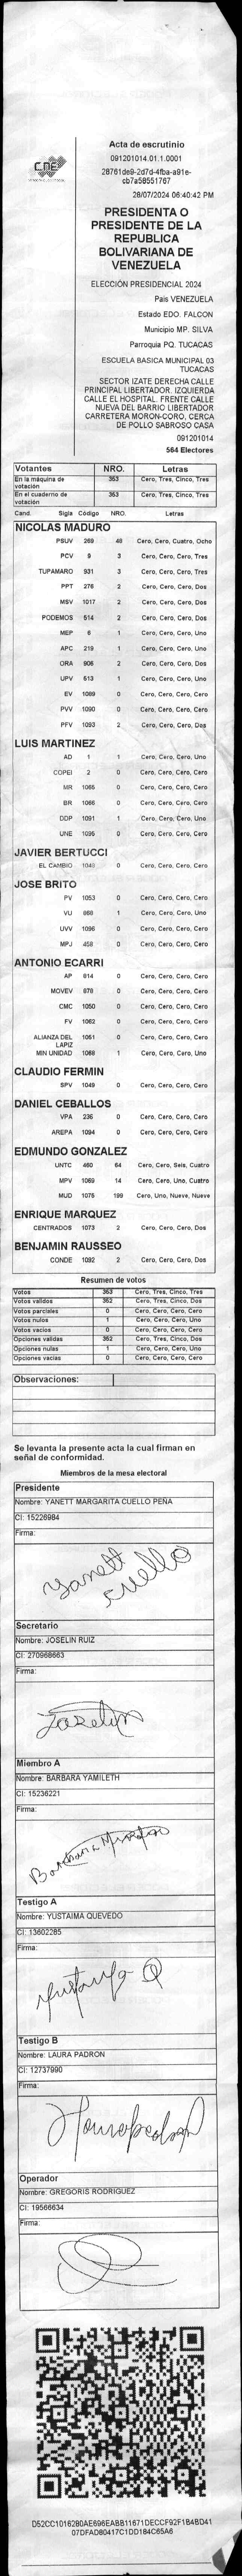 CNE
Acta de escrutinio
091201014.01.1.0001
28761de9-2d7d-4fba-a91e-
cb7a58551767
28/07/2024 06:40:42 PM
PRESIDENTA O
PRESIDENTE DE LA
REPUBLICA
BOLIVARIANA DE
VENEZUELA
ELECCIÓN PRESIDENCIAL 2024
País VENEZUELA
Estado EDO. FALCON
Municipio MP. SILVA
Parroquia PQ. TUCACAS
ESCUELA BASICA MUNICIPAL 03
TUCACAS
SECTOR IZATE DERECHA CALLE
PRINCIPAL LIBERTADOR. IZQUIERDA
CALLE EL HOSPITAL. FRENTE CALLE
NUEVA DEL BARRIO LIBERTADOR
CARRETERA MORON-CORO. CERCA
DE POLLO SABROSO CASA
091201014
564 Electores
Votantes NRO. Letras
En la máquina de votación 353 Cero, Tres, Cinco, Tres
En el cuaderno de votación 353 Cero, Tres, Cinco, Tres
Cand. Sigla Código NRO. Letras
NICOLAS MADURO
PSUV 269 48 Cero, Cero, Cuatro, Ocho
PCV 9 3 Cero, Cero, Cero, Tres
TUPAMARO 931 3 Cero, Cero, Cero, Tres
PPT 276 2 Cero, Cero, Cero, Dos
MSV 1017 2 Cero, Cero, Cero, Dos
PODEMOS 514 2 Cero, Cero, Cero, Dos
MEP 6 1 Cero, Cero, Cero, Uno
APC 219 1 Cero, Cero, Cero, Uno
ORA 906 2 Cero, Cero, Cero, Dos
UPV 513 1 Cero, Cero, Cero, Uno
EV 1089 0 Cero, Cero, Cero, Cero
PVV 1090 0 Cero, Cero, Cero, Cero
PFV 1093 2 Cero, Cero, Cero, Dos
LUIS MARTINEZ
AD 1 1 Cero, Cero, Cero, Uno
COPEI 2 0 Cero, Cero, Cero, Cero
MR 1065 0 Cero, Cero, Cero, Cero
BR 1066 0 Cero, Cero, Cero, Cero
DDP 1091 1 Cero, Cero, Cero, Uno
UNE 1095 0 Cero, Cero, Cero, Cero
JAVIER BERTUCCI
EL CAMBIO 1040 0 Cero, Cero, Cero, Cero
JOSE BRITO
PV 1053 0 Cero, Cero, Cero, Cero
VU 868 1 Cero, Cero, Cero, Uno
UVV 1096 0 Cero, Cero, Cero, Cero
MPJ 458 0 Cero, Cero, Cero, Cero
ANTONIO ECARRI
AP 814 0 Cero, Cero, Cero, Cero
MOVEV 678 0 Cero, Cero, Cero, Cero
CMC 1050 0 Cero, Cero, Cero, Cero
FV 1062 0 Cero, Cero, Cero, Cero
ALIANZA DEL LAPIZ 1051 0 Cero, Cero, Cero, Cero
MIN UNIDAD 1068 1 Cero, Cero, Cero, Uno
CLAUDIO FERMIN
SPV 1049 0 Cero, Cero, Cero, Cero
DANIEL CEBALLOS
VPA 236 0 Cero, Cero, Cero, Cero
AREPA 1094 0 Cero, Cero, Cero, Cero
EDMUNDO GONZALEZ
UNTC 480 64 Cero, Cero, Seis, Cuatro
MPV 1069 14 Cero, Cero, Uno, Cuatro
MUD 1075 199 Cero, Uno, Nueve, Nueve
ENRIQUE MARQUEZ
CENTRADOS 1073 2 Cero, Cero, Cero, Dos
BENJAMIN RAUSSEO
CONDE 1092 2 Cero, Cero, Cero, Dos
Resumen de votos
Votos 353 Cero, Tres, Cinco, Tres
Votos validos 352 Cero, Tres, Cinco, Dos
Votos parciales 0 Cero, Cero, Cero, Cero
Votos nulos 1 Cero, Cero, Cero, Uno
Votos vacios 0 Cero, Cero, Cero, Cero
Opciones validas 352 Cero, Tres, Cinco, Dos
Opciones nulas 1 Cero, Cero, Cero, Uno
Opciones vacias 0 Cero, Cero, Cero, Cero
Observaciones:
Se levanta la presente acta la cual firman en
señal de conformidad.
Miembros de la mesa electoral
Presidente
Nombre: YANETT MARGARITA CUELLO PEÑA
CI: 15226984
Firma:
Yanett
Cuello
Secretario
Nombre: JOSELIN RUIZ
CI: 270968663
Firma:
Joselin
Miembro A
Nombre: BARBARA YAMILETH
CI: 15236221
Firma:
Barbara
Testigo A
Nombre: YUSTAIMA QUEVEDO
CI: 13602285
Firma:
Testigo B
Nombre: LAURA PADRON
CI: 12737990
Firma:
Operador
Nombre: GREGORIS RODRIGUEZ
CI: 19566634
Firma:
D52CC1016280AE696EABB11671DECCF92F1B4BD41
07DFAD80417C1DD184C65A6